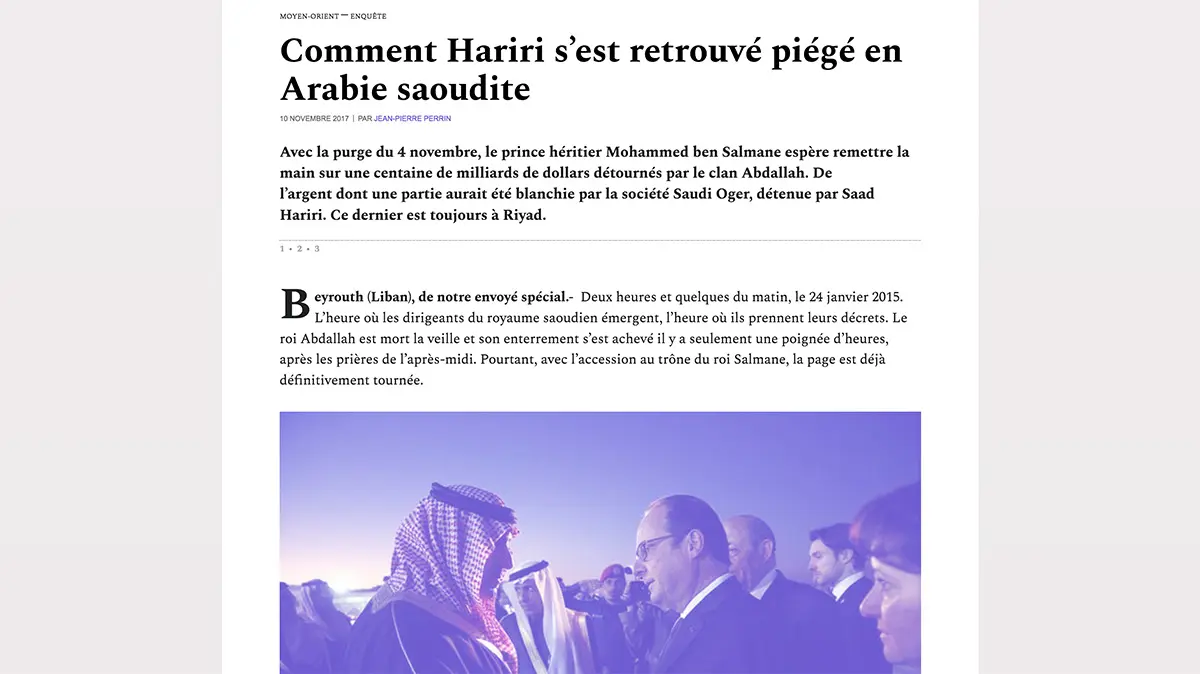 MOYEN-ORIENT — ENQUÊTE
Comment Hariri s’est retrouvé piégé en
Arabie saoudite
10 NOVEMBRE 2017 | PAR JEAN-PIERRE PERRIN
Avec la purge du 4 novembre, le prince héritier Mohammed ben Salmane espère remettre la
main sur une centaine de milliards de dollars détournés par le clan Abdallah. De
l’argent dont une partie aurait été blanchie par la société Saudi Oger, détenue par Saad
Hariri. Ce dernier est toujours à Riyad.
1 • 2 • 3
Beyrouth (Liban), de notre envoyé spécial.- Deux heures et quelques du matin, le 24 janvier 2015.
L’heure où les dirigeants du royaume saoudien émergent, l’heure où ils prennent leurs décrets. Le
roi Abdallah est mort la veille et son enterrement s’est achevé il y a seulement une poignée d’heures,
après les prières de l’après-midi. Pourtant, avec l’accession au trône du roi Salmane, la page est déjà
définitivement tournée.